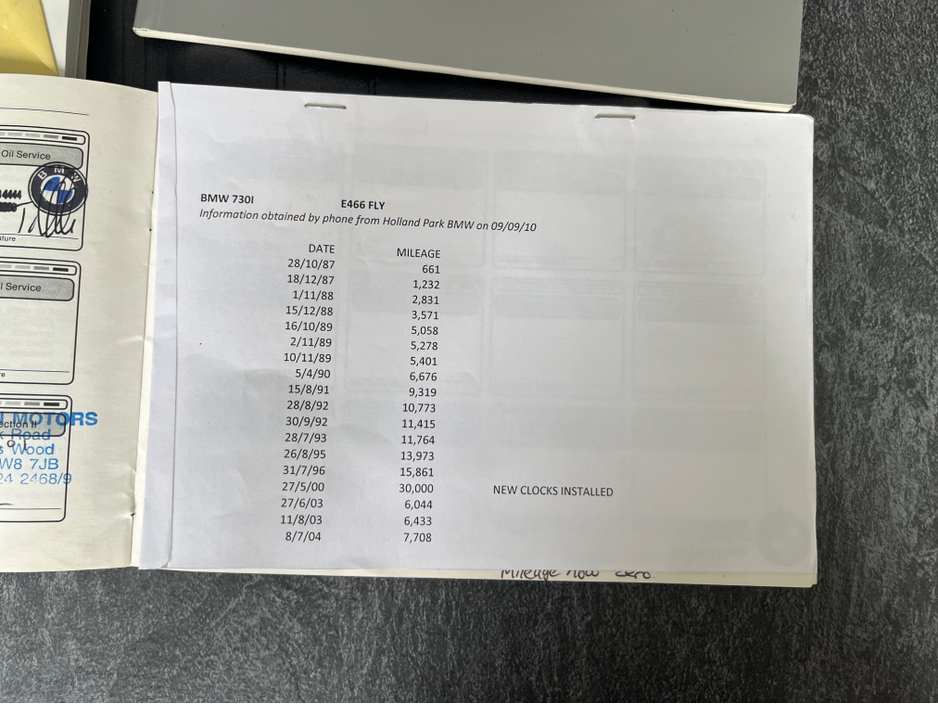 Oil Service
BMW
l Service
ction II
MOTORS
Road
Wood
W8 7JB
24 2468/9
BMW 730I E466 FLY
Information obtained by phone from Holland Park BMW on 09/09/10
DATE MILEAGE
28/10/87 661
18/12/87 1,232
1/11/88 2,831
15/12/88 3,571
16/10/89 5,058
2/11/89 5,278
10/11/89 5,401
5/4/90 6,676
15/8/91 9,319
28/8/92 10,773
30/9/92 11,415
28/7/93 11,764
26/8/95 13,973
31/7/96 15,861
27/5/00 30,000 NEW CLOCKS INSTALLED
27/6/03 6,044
11/8/03 6,433
8/7/04 7,708
Mileage now zero